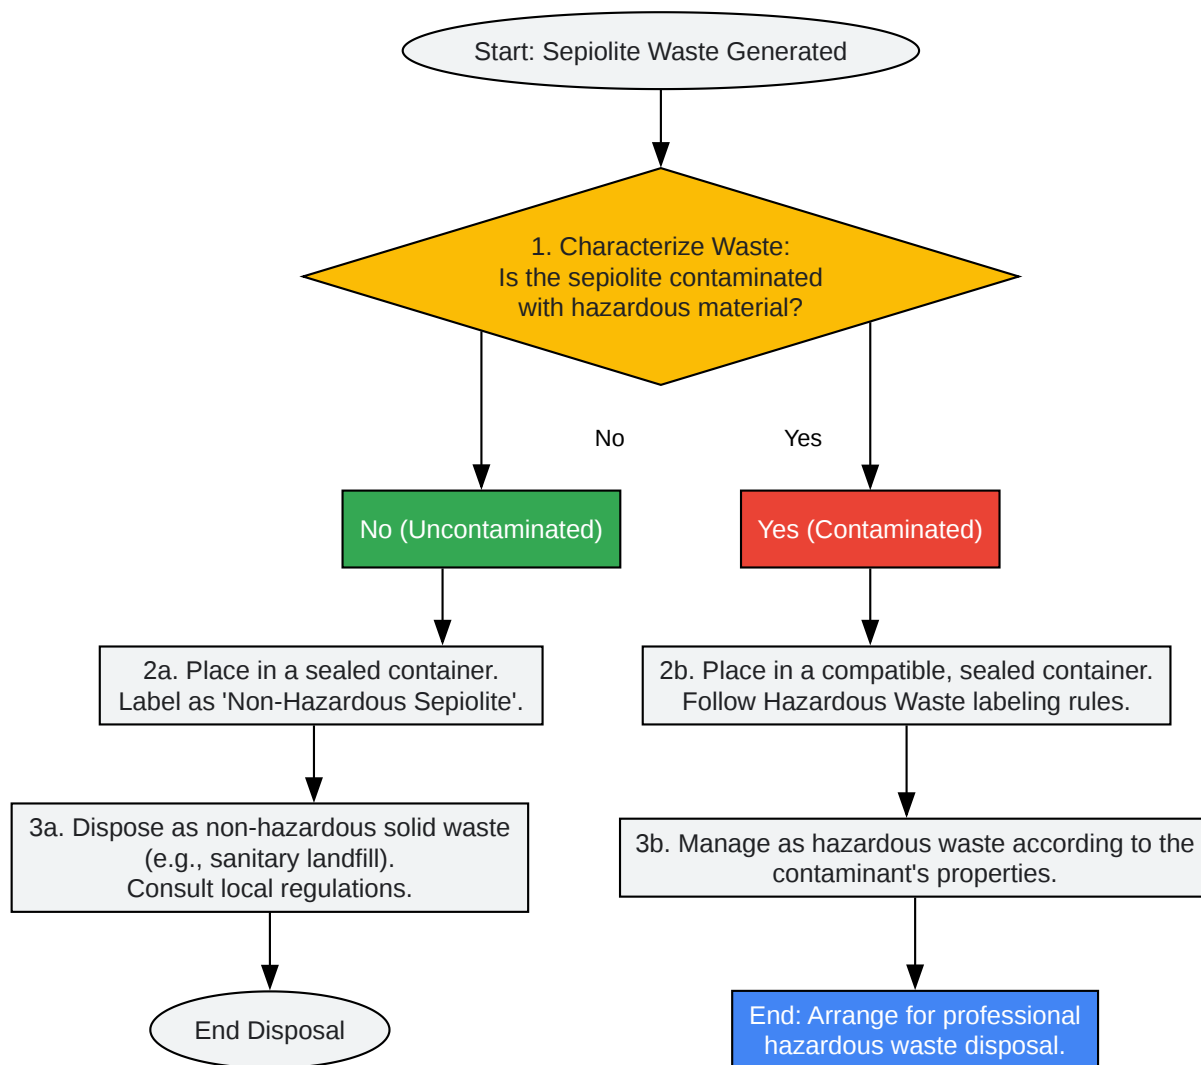 Start: Sepiolite Waste Generated
1. Characterize Waste:
Is the sepiolite contaminated
with hazardous material?
No
Yes
No (Uncontaminated)
Yes (Contaminated)
2a. Place in a sealed container.
Label as 'Non-Hazardous Sepiolite'.
2b. Place in a compatible, sealed container.
Follow Hazardous Waste labeling rules.
3a. Dispose as non-hazardous solid waste
(e.g., sanitary landfill).
Consult local regulations.
3b. Manage as hazardous waste according to the
contaminant's properties.
End Disposal
End: Arrange for professional
hazardous waste disposal.